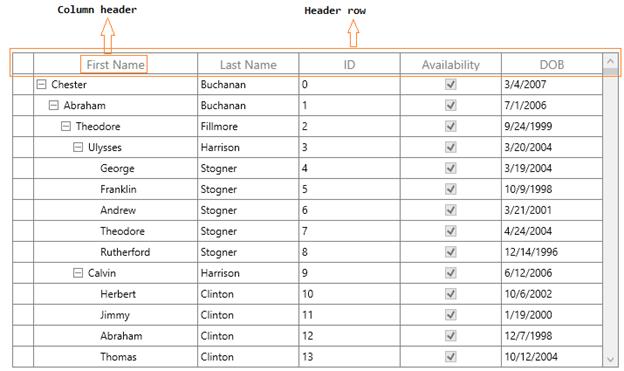 Column header Header row
First Name Last Name ID Availability DOB
Chester Buchanan 0 3/4/2007
Abraham Buchanan 1 7/1/2006
Theodore Fillmore 2 9/24/1999
Ulysses Harrison 3 3/20/2004
George Stogner 4 3/19/2004
Franklin Stogner 5 10/9/1998
Andrew Stogner 6 3/21/2001
Theodore Stogner 7 4/24/2004
Rutherford Stogner 8 12/14/1996
Calvin Harrison 9 6/12/2006
Herbert Clinton 10 10/6/2002
Jimmy Clinton 11 1/19/2000
Abraham Clinton 12 12/7/1998
Thomas Clinton 13 10/12/2004